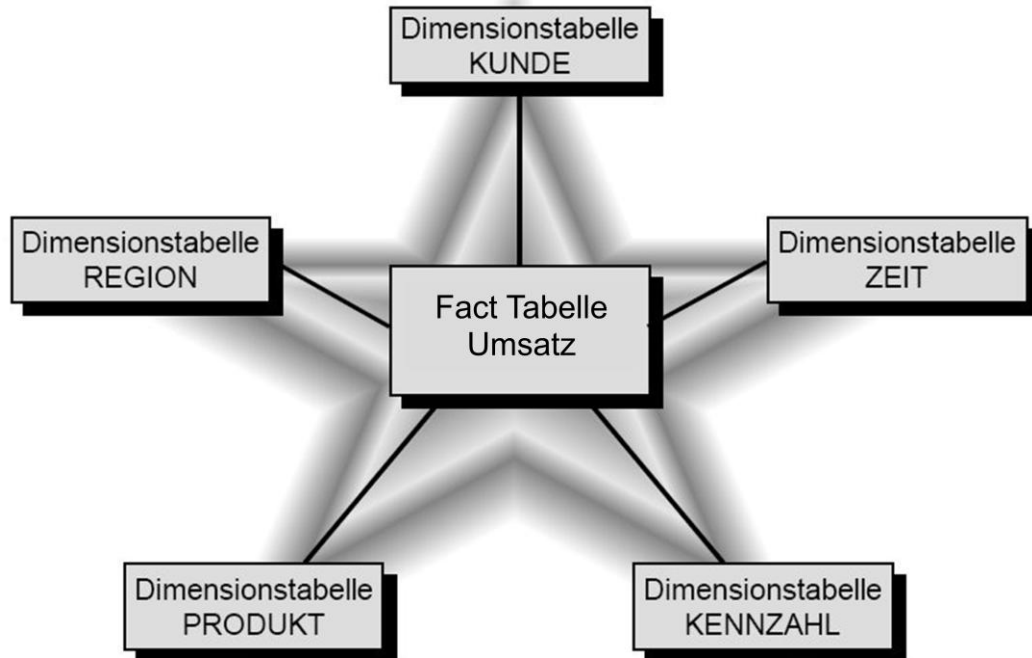 Dimensionstabelle
KUNDE
Dimensionstabelle
REGION
Dimensionstabelle
ZEIT
Fact Tabelle
Umsatz
Dimensionstabelle
PRODUKT
Dimensionstabelle
KENNZAHL